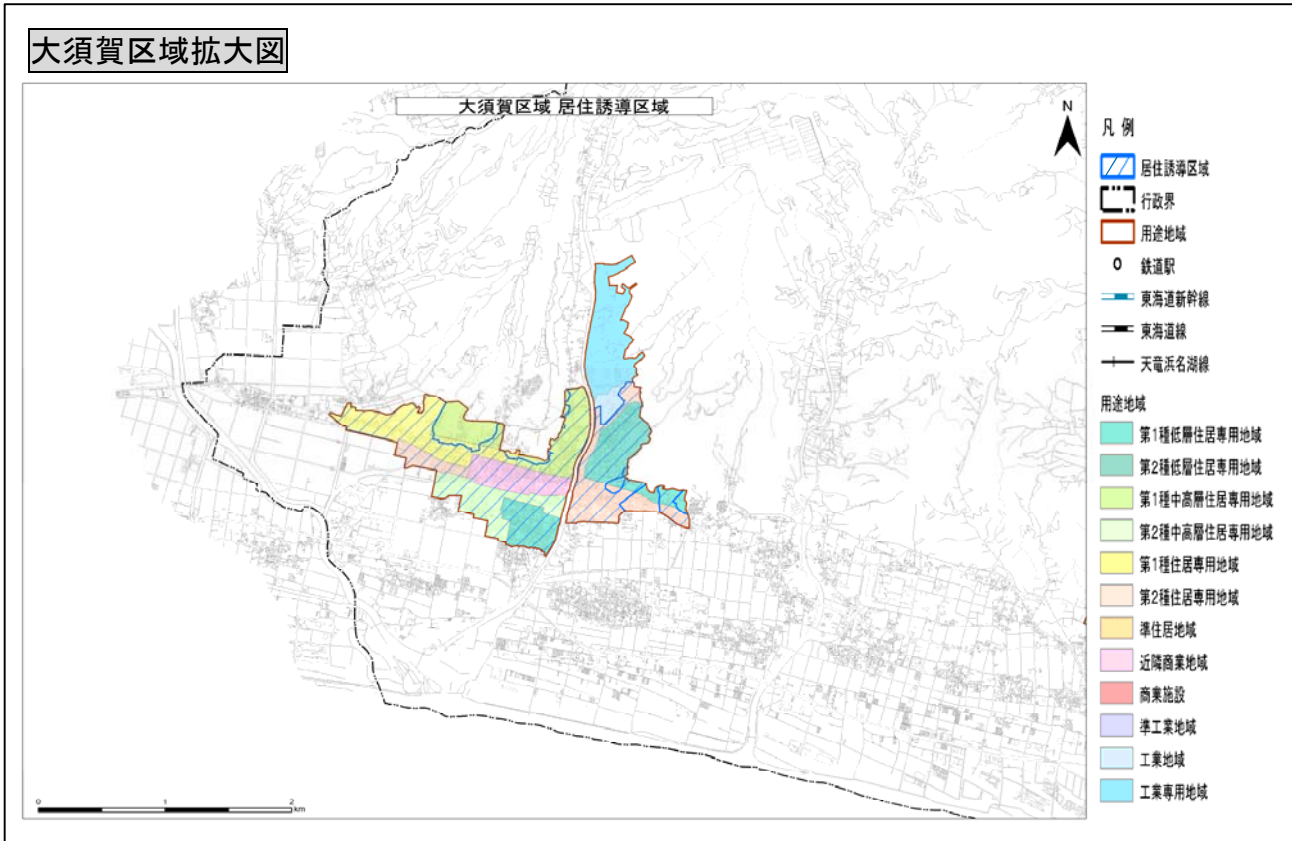 大須賀区域拡大図
大須賀区域 居住誘導区域
N
凡 例
居住誘導区域
行政界
用途地域
鉄道駅
東海道新幹線
東海道線
天竜浜名湖線
用途地域
第1種低層住居専用地域
第2種低層住居専用地域
第1種中高層住居専用地域
第2種中高層住居専用地域
第1種住居専用地域
第2種住居専用地域
準住居地域
近隣商業地域
商業施設
準工業地域
工業地域
工業専用地域
0 1 2
km